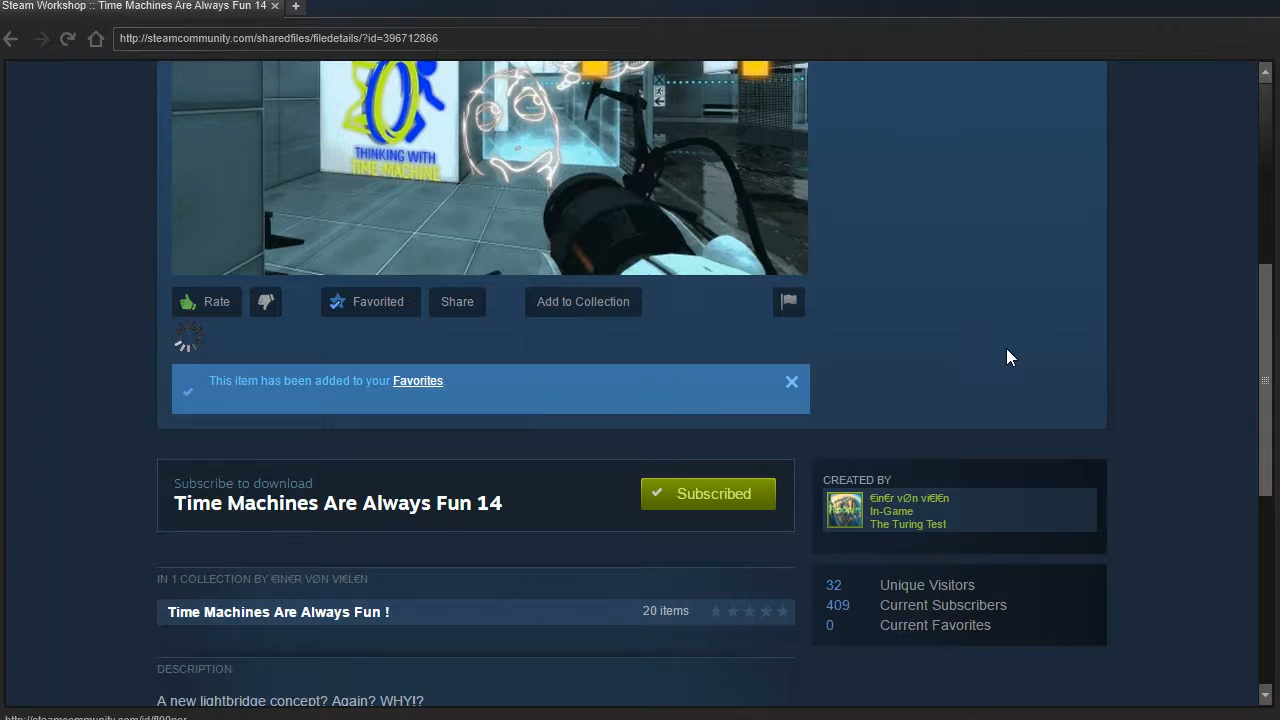 Steam Workshop :: Time Machines Are Always Fun 14
http://steamcommunity.com/sharedfiles/filedetails/?id=396712866
THINKING WITH
TIME MACHINE
Rate
Favorited
Share
Add to Collection
This item has been added to your Favorites
Subscribe to download
Time Machines Are Always Fun 14
Subscribed
CREATED BY
€in€r vØn vi€l€n
In-Game
The Turing Test
IN 1 COLLECTION BY €IN€R VØN VI€L€N
Time Machines Are Always Fun !
20 items
32 Unique Visitors
409 Current Subscribers
0 Current Favorites
DESCRIPTION
A new lightbridge concept? Again? WHY!?